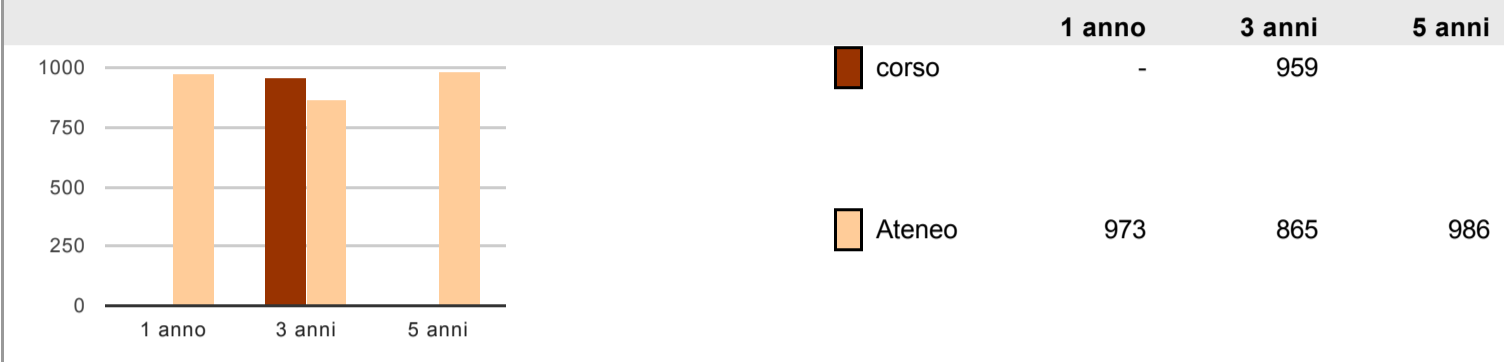 1 anno 3 anni 5 anni
1000
750
500
250
0
1 anno 3 anni 5 anni
corso - 959
Ateneo 973 865 986